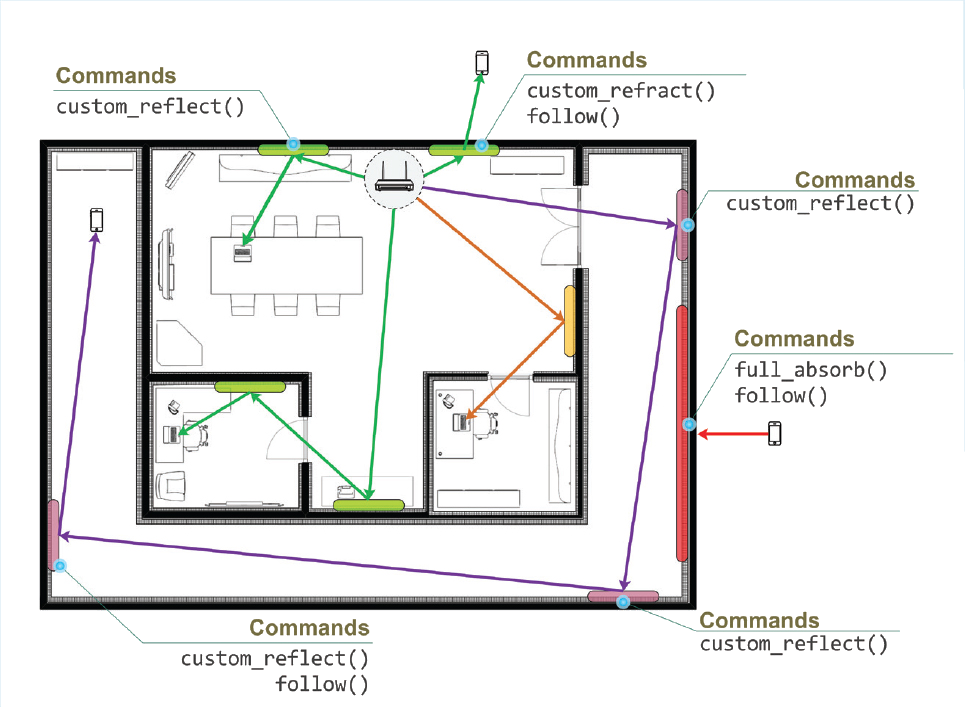 Commands
custom_reflect()
Commands
custom_refract()
follow()
Commands
custom_reflect()
Commands
full_absorb()
follow()
Commands
custom_reflect()
Commands
custom_reflect()
follow()